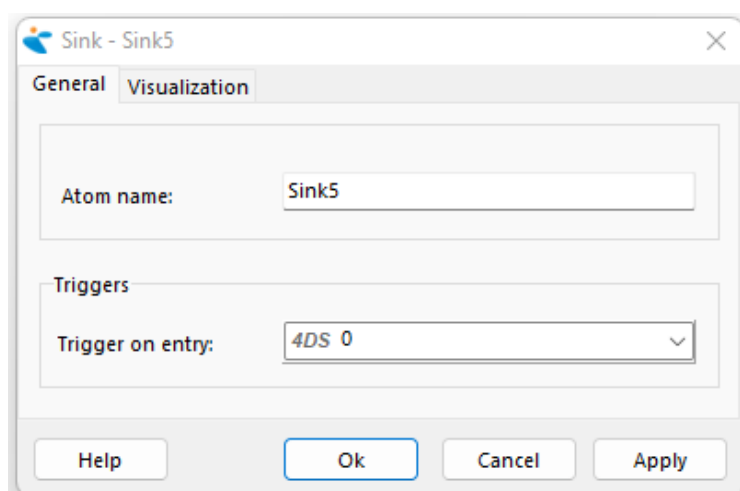 Sink - Sink5
General Visualization
Atom name: Sink5
Triggers
Trigger on entry: 4DS 0
Help Ok Cancel Apply